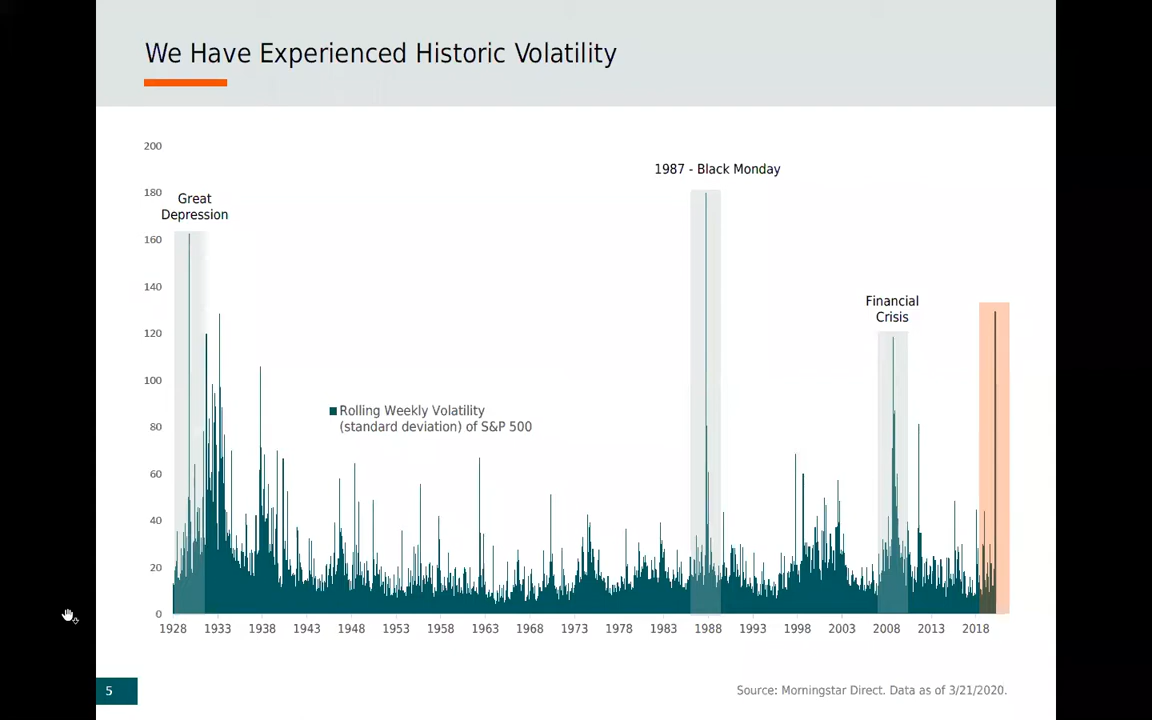 We Have Experienced Historic Volatility
200
1987 - Black Monday
180
Great
Depression
160
140
Financial
Crisis
120
100
Rolling Weekly Volatility
(standard deviation) of S&P 500
80
60
40
20
0
1928 1933 1938 1943 1948 1953 1958 1963 1968 1973 1978 1983 1988 1993 1998 2003 2008 2013 2018
5
Source: Morningstar Direct. Data as of 3/21/2020.